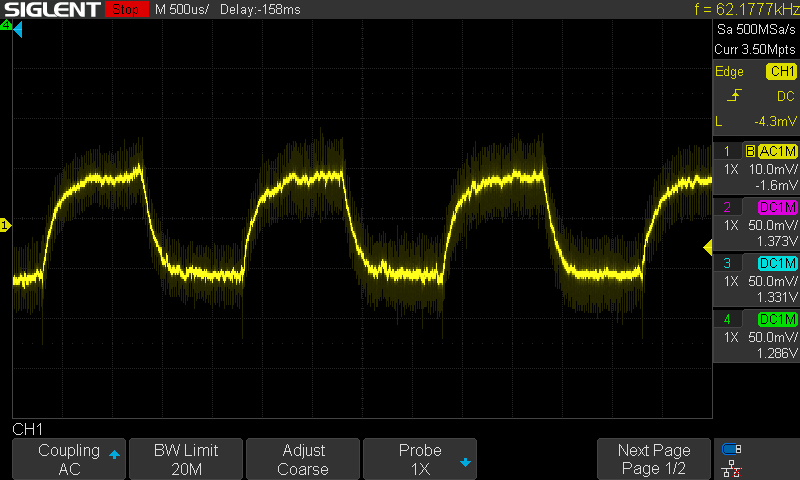 SIGLENT Stop M 500us/ Delay:-158ms f = 62.1777kHz
Sa 500MSa/s
Curr 3.50Mpts
Edge CH1
DC
L -4.3mV
1 B AC1M
1X 10.0mV/
-1.6mV
2 DC1M
1X 50.0mV/
1.373V
3 DC1M
1X 50.0mV/
1.331V
4 DC1M
1X 50.0mV/
1.286V
4
1
CH1
Coupling
AC
BW Limit
20M
Adjust
Coarse
Probe
1X
Next Page
Page 1/2